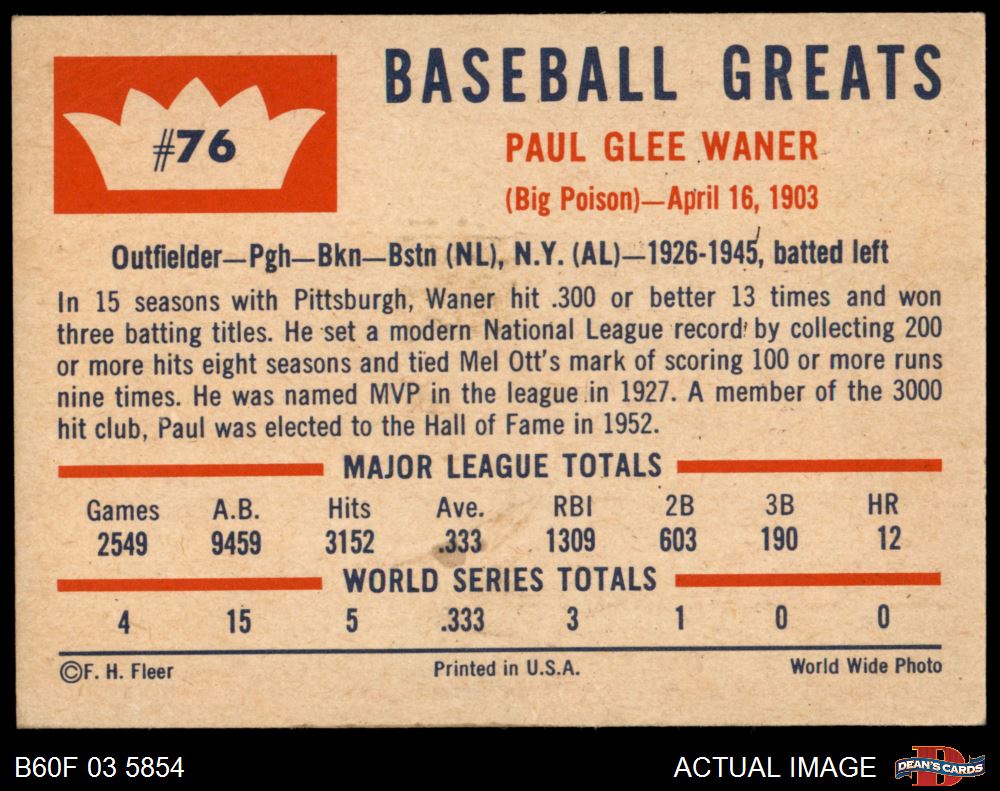 #76
BASEBALL GREATS
PAUL GLEE WANER
(Big Poison)—April 16, 1903
Outfielder—Pgh—Bkn—Bstn (NL), N.Y. (AL)—1926-1945, batted left
In 15 seasons with Pittsburgh, Waner hit .300 or better 13 times and won
three batting titles. He set a modern National League record by collecting 200
or more hits eight seasons and tied Mel Ott's mark of scoring 100 or more runs
nine times. He was named MVP in the league in 1927. A member of the 3000
hit club, Paul was elected to the Hall of Fame in 1952.
MAJOR LEAGUE TOTALS
Games A.B. Hits Ave. RBI 2B 3B HR
2549 9459 3152 .333 1309 603 190 12
WORLD SERIES TOTALS
4 15 5 .333 3 1 0 0
©F. H. Fleer Printed in U.S.A. World Wide Photo
B60F 03 5854 ACTUAL IMAGE DEAN'S CARDS